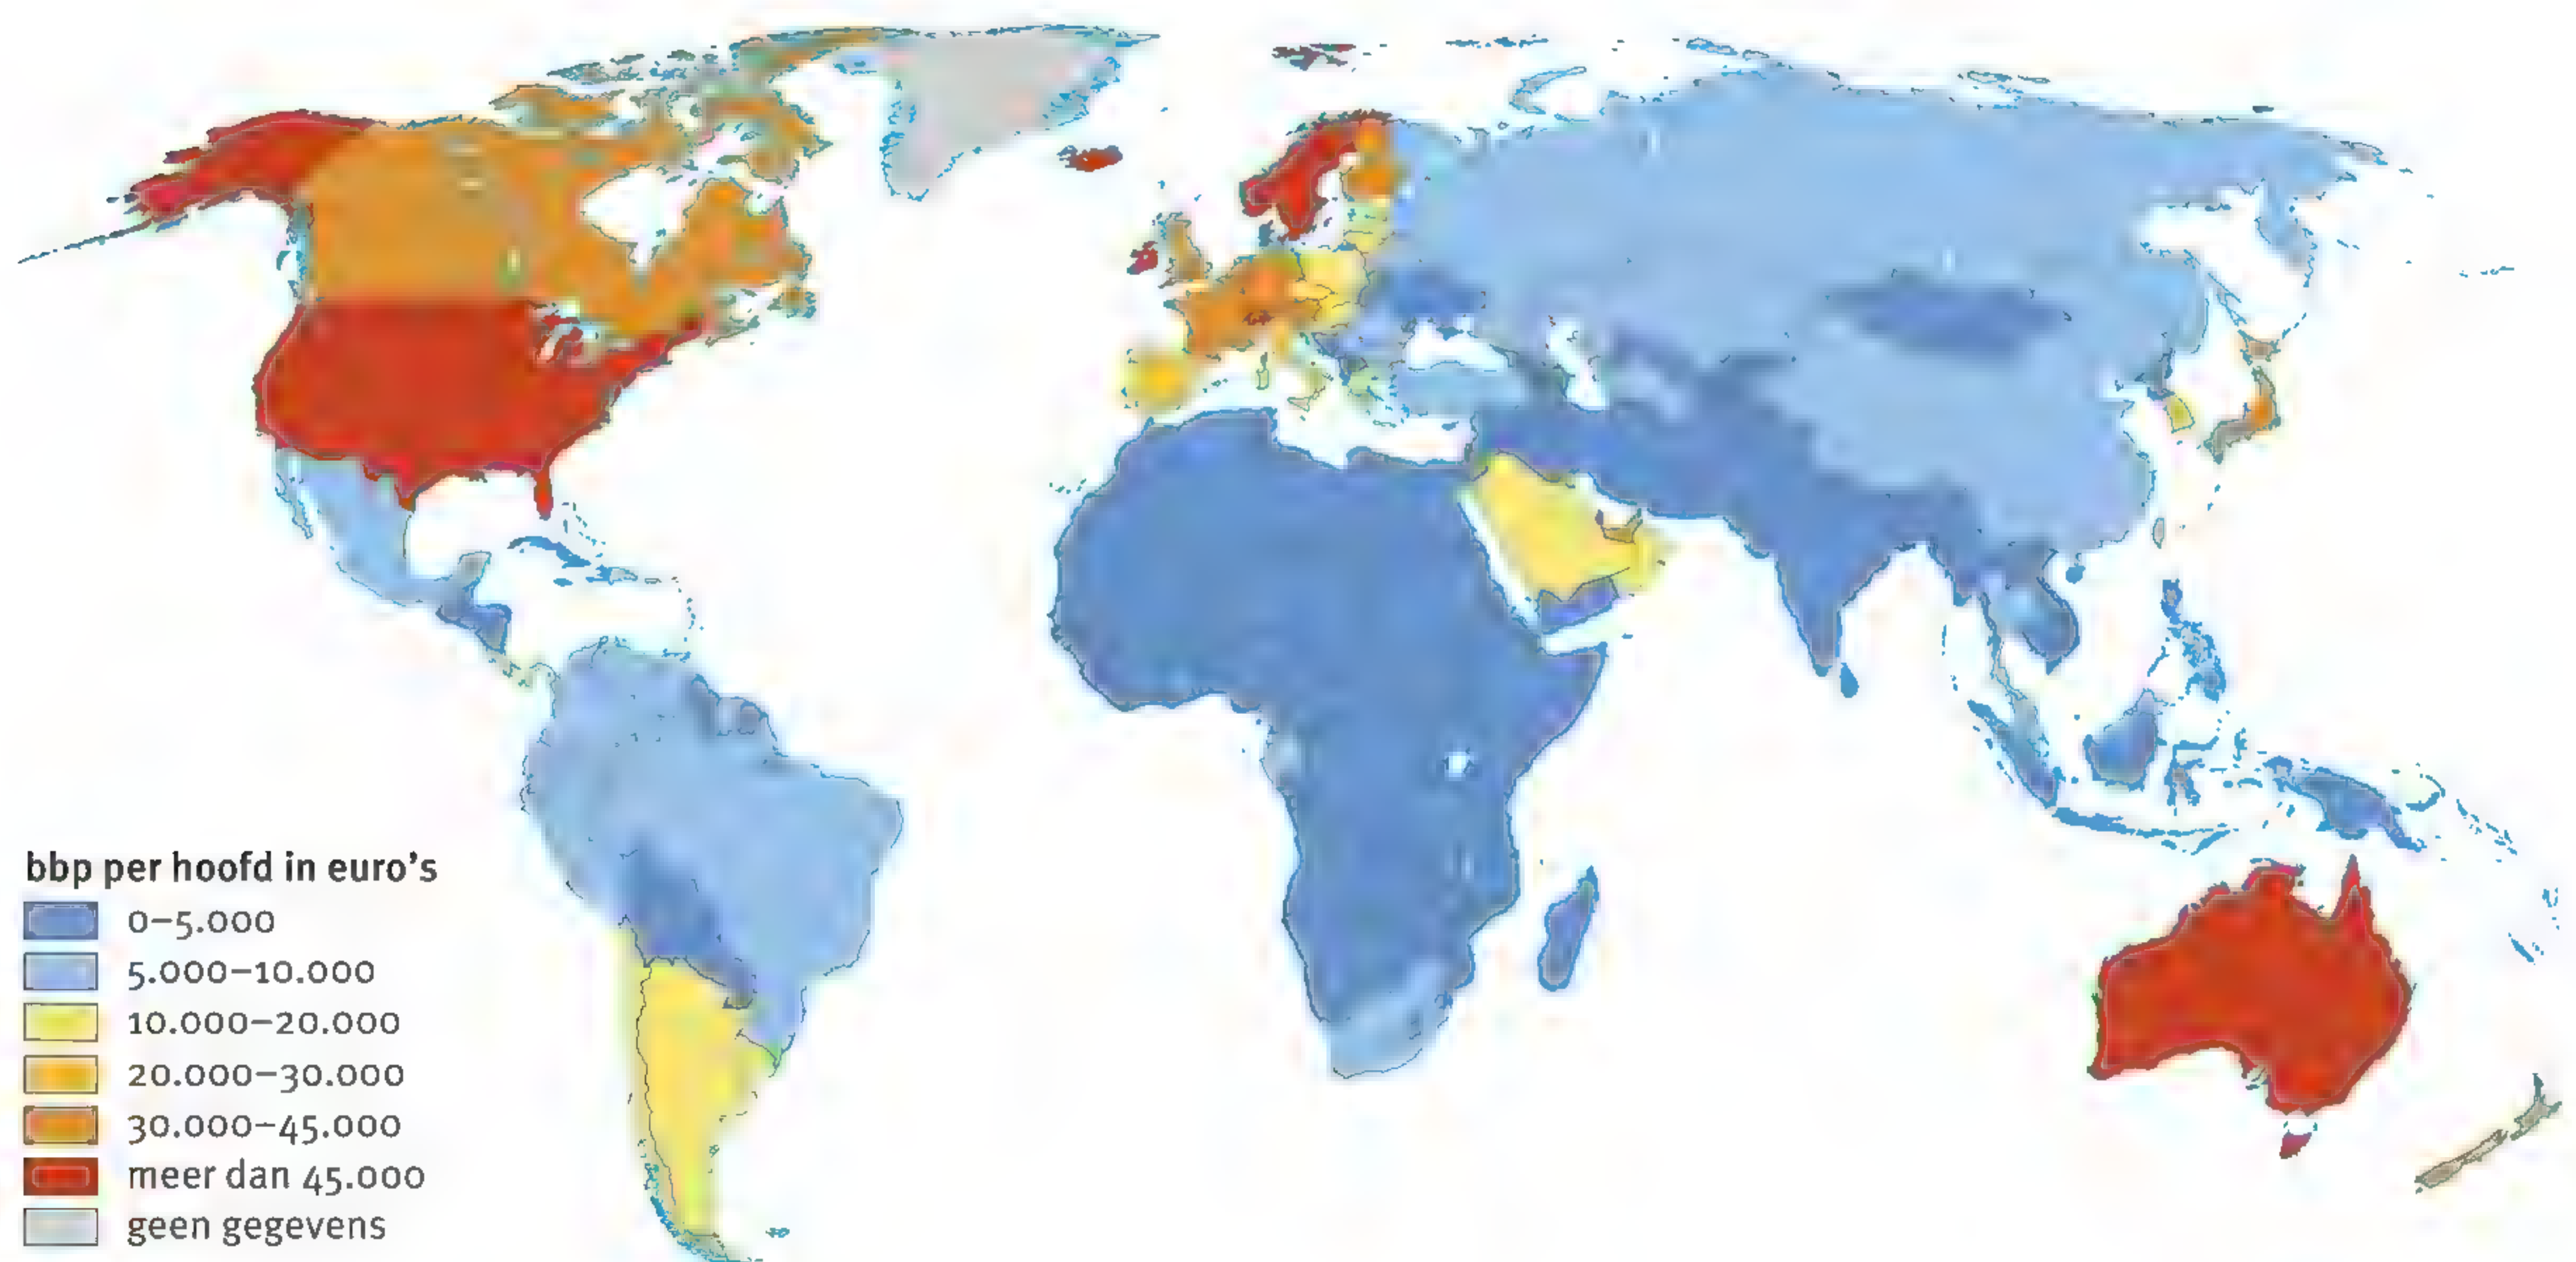 bbp per hoofd in euro's
0–5.000
5.000–10.000
10.000–20.000
20.000–30.000
30.000–45.000
meer dan 45.000
geen gegevens